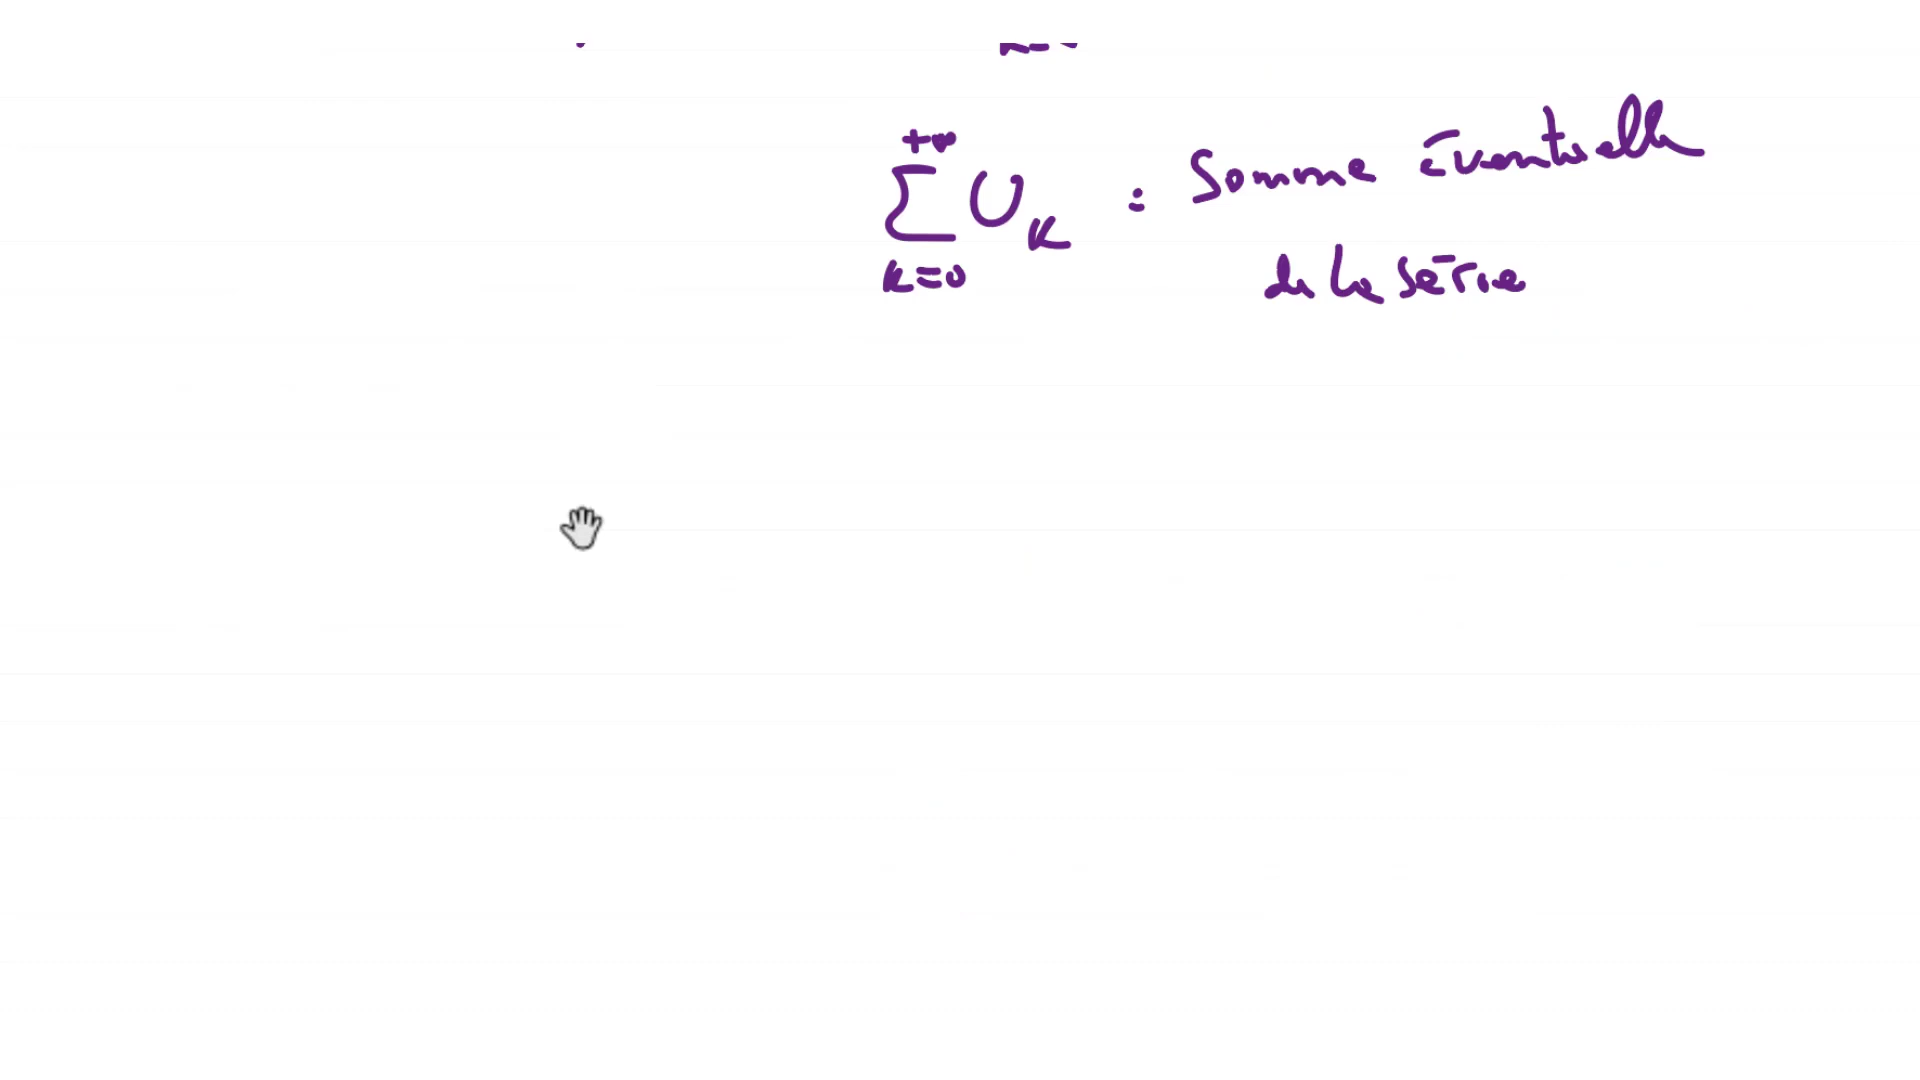 +∞
∑ U_K : Somme éventuelle
k=0 de la série